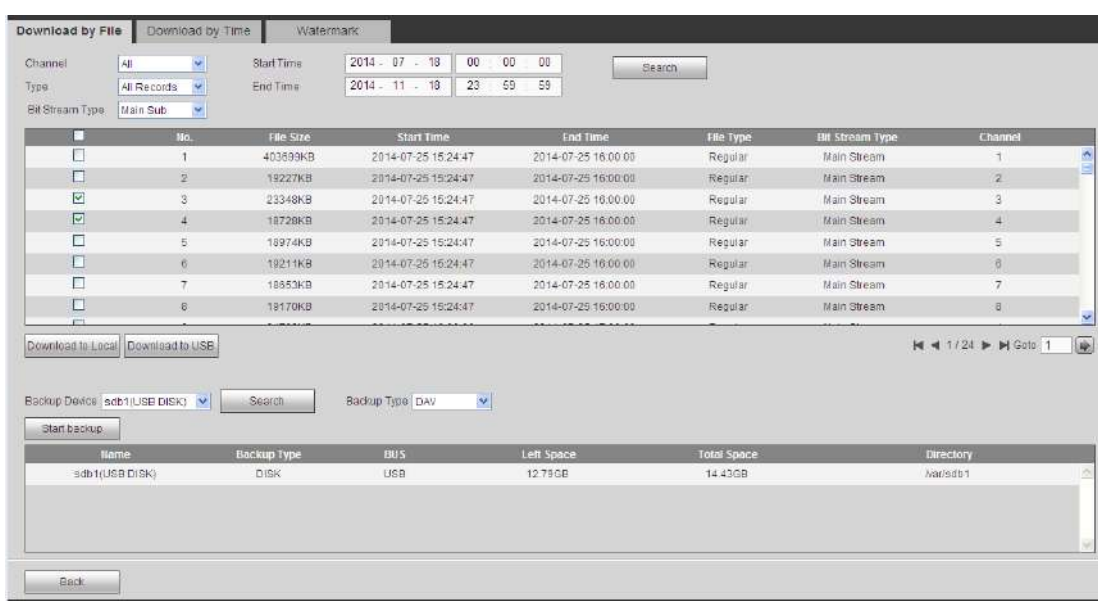 Download by File Download by Time Watermark
Channel All Start Time 2014 - 07 - 18 00 : 00 : 00 Search
Type All Records End Time 2014 - 11 - 18 23 : 59 : 59
Bit Stream Type Main Sub
No. File Size Start Time End Time File Type Bit Stream Type Channel
1 403699KB 2014-07-25 15:24:47 2014-07-25 16:00:00 Regular Main Stream 1
2 19227KB 2014-07-25 15:24:47 2014-07-25 16:00:00 Regular Main Stream 2
3 23348KB 2014-07-25 15:24:47 2014-07-25 16:00:00 Regular Main Stream 3
4 18728KB 2014-07-25 15:24:47 2014-07-25 16:00:00 Regular Main Stream 4
5 18974KB 2014-07-25 15:24:47 2014-07-25 16:00:00 Regular Main Stream 5
6 19211KB 2014-07-25 15:24:47 2014-07-25 16:00:00 Regular Main Stream 6
7 18653KB 2014-07-25 15:24:47 2014-07-25 16:00:00 Regular Main Stream 7
8 19170KB 2014-07-25 15:24:47 2014-07-25 16:00:00 Regular Main Stream 8
Download to Local Download to USB 1 / 24 Goto 1
Backup Device sdb1(USB DISK) Search Backup Type DAV
Start backup
Name Backup Type BUS Left Space Total Space Directory
sdb1(USB DISK) DISK USB 12.79GB 14.43GB /var/sdb1
Back